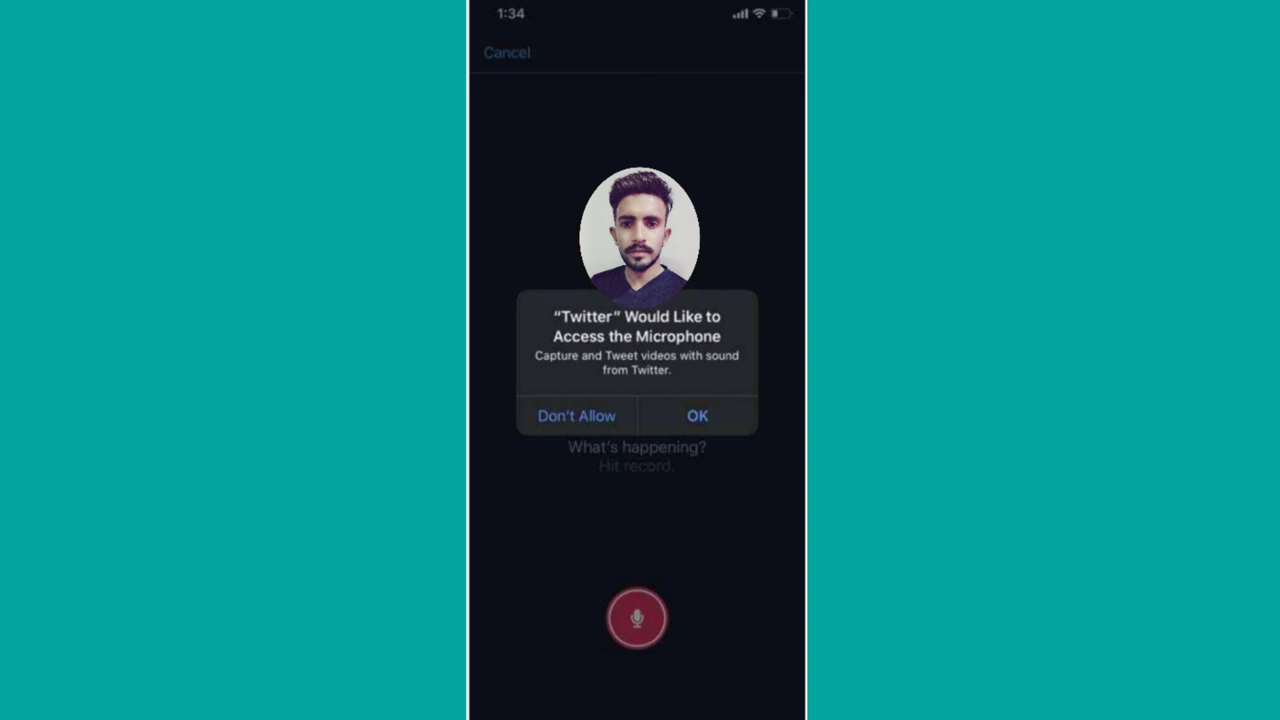 1:34
Cancel
“Twitter” Would Like to
Access the Microphone
Capture and Tweet videos with sound
from Twitter.
Don’t Allow
OK
What’s happening?
Hit record.